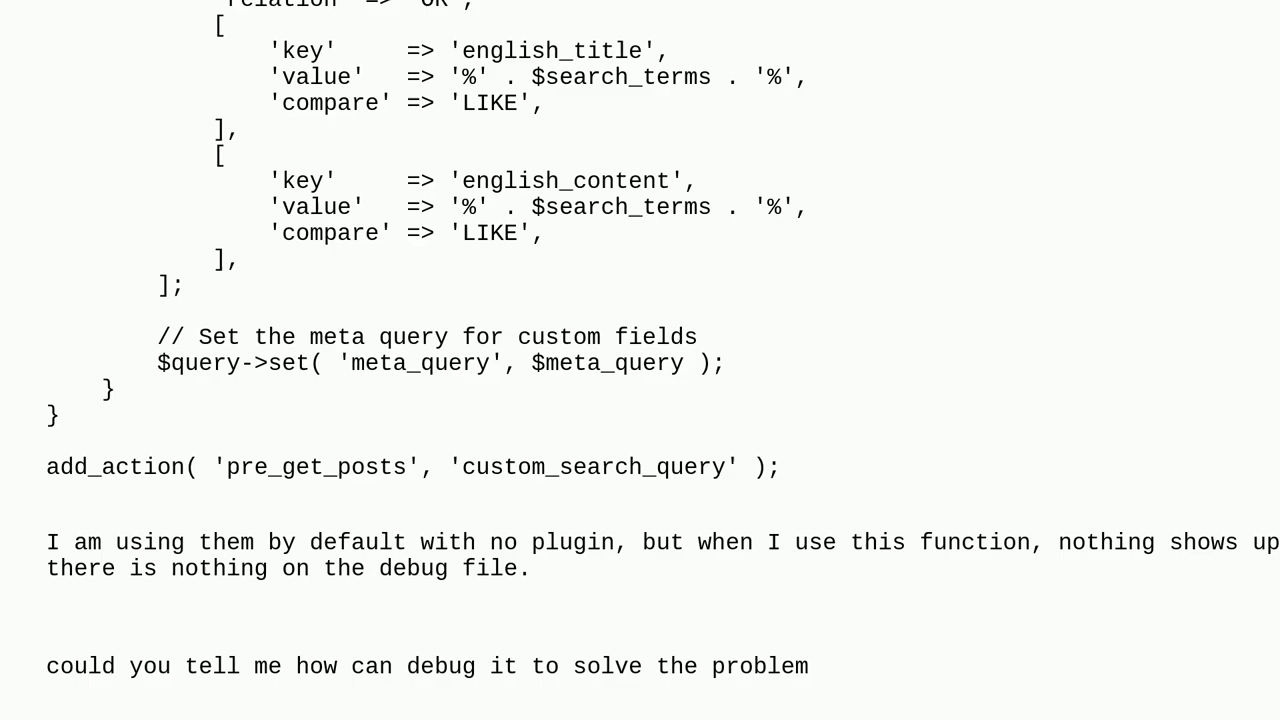 'relation' => 'OR',
[
'key'     => 'english_title',
'value'   => '%' . $search_terms . '%',
'compare' => 'LIKE',
],
[
'key'     => 'english_content',
'value'   => '%' . $search_terms . '%',
'compare' => 'LIKE',
],
];
// Set the meta query for custom fields
$query->set( 'meta_query', $meta_query );
}
}
add_action( 'pre_get_posts', 'custom_search_query' );
I am using them by default with no plugin, but when I use this function, nothing shows up
there is nothing on the debug file.
could you tell me how can debug it to solve the problem